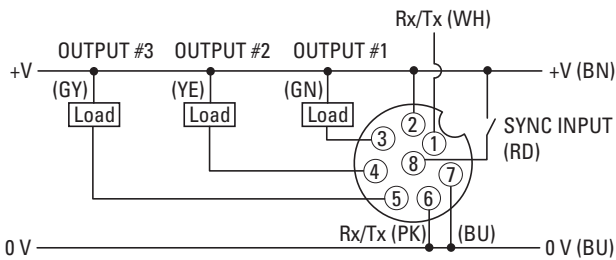 Rx/Tx (WH)
OUTPUT #3 OUTPUT #2 OUTPUT #1
+V +V (BN)
(GY) (YE) (GN)
Load Load Load
2
SYNC INPUT
(RD)
3 1
8
4 7
5 6
Rx/Tx (PK) (BU)
0 V 0 V (BU)